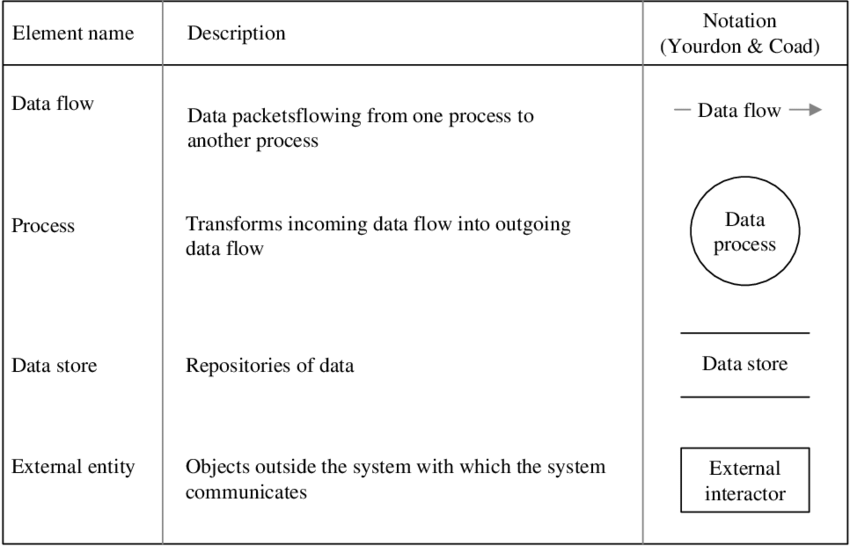 Element name
Description
Notation
(Yourdon & Coad)
Data flow
Data packetsflowing from one process to
another process
Data flow
Process
Transforms incoming data flow into outgoing
data flow
Data
process
Data store
Repositories of data
Data store
External entity
Objects outside the system with which the system
communicates
External
interactor